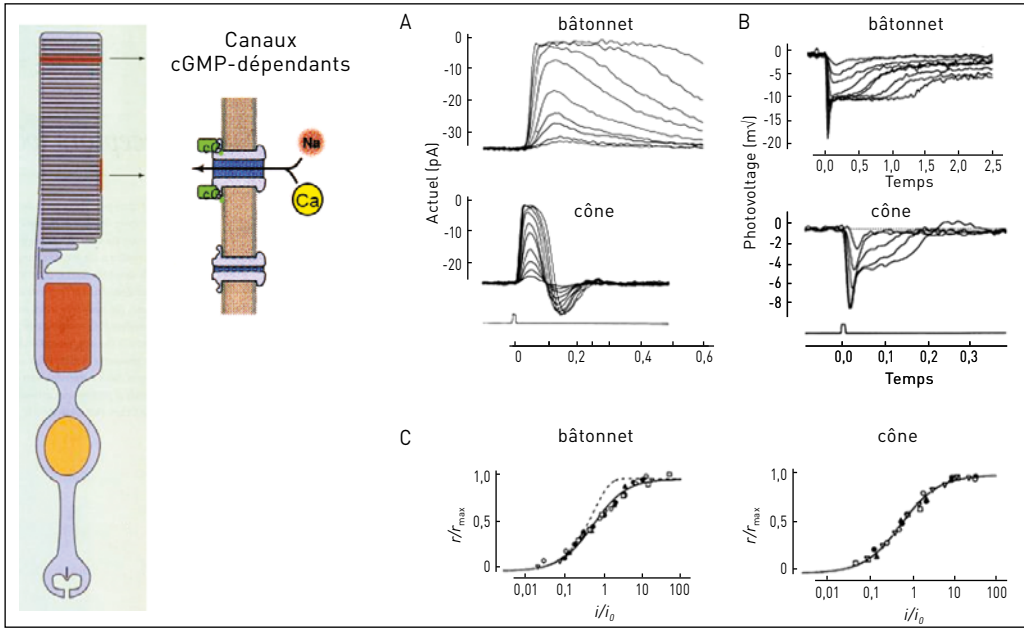 Canaux
cGMP-dépendants
Na
Ca
A
bâtonnet
0
-10
-20
-30
Actuel (pA)
cône
0
-10
-20
0
0,2
0,4
0,6
B
bâtonnet
0
-5
-10
-15
-20
0,0
0,5
1,0
1,5
2,0
2,5
Temps
Photovoltage (mV)
cône
0
-2
-4
-6
-8
0,0
0,1
0,2
0,3
Temps
C
bâtonnet
1,0
0,5
0
r/rmax
0,01
0,1
1
10
100
i/i0
cône
1,0
0,5
0
r/rmax
0,01
0,1
1
10
100
i/i0